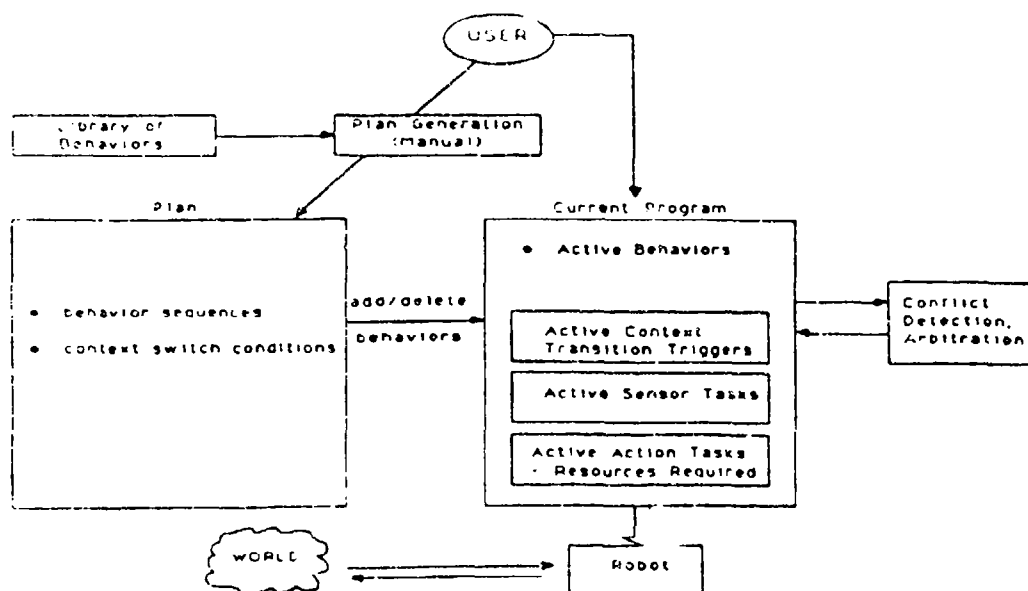 USER
Library of
Behaviors
Plan Generation
(Manual)
Plan
Current Program
• Active Behaviors
• behavior sequences
• context switch conditions
add/delete
behaviors
Active Context
Transition Triggers
Active Sensor Tasks
Active Action Tasks
- Resources Required
Conflict
Detection,
Arbitration
WORLD
Robot